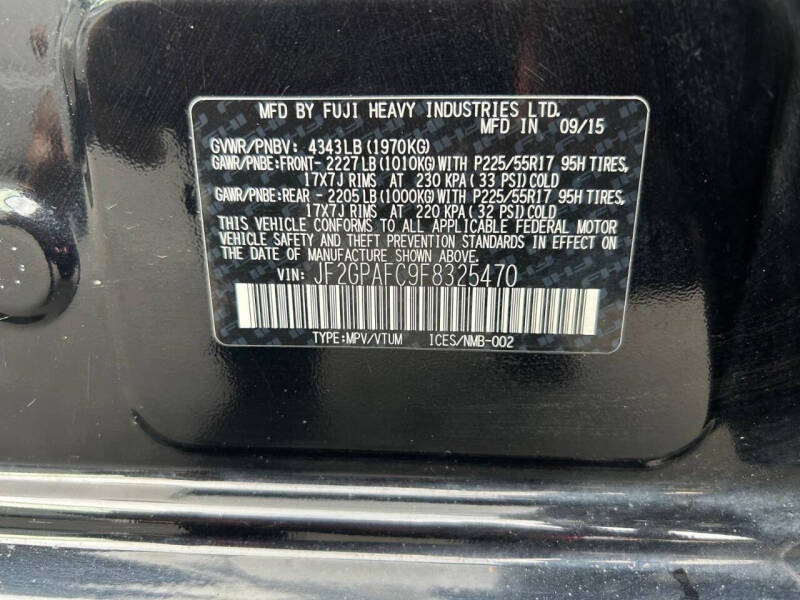 MFD BY FUJI HEAVY INDUSTRIES LTD.
MFD IN 09/15
GVWR/PNBV: 4343LB(1970KG)
GAWR/PNBE:FRONT- 2227LB(1010KG)WITH P225/55R17 95H TIRES,
17X7J RIMS AT 230 KPA(33 PSI)COLD
GAWR/PNBE:REAR - 2205LB(1000KG)WITH P225/55R17 95H TIRES,
17X7J RIMS AT 220 KPA(32 PSI)COLD
THIS VEHICLE CONFORMS TO ALL APPLICABLE FEDERAL MOTOR
VEHICLE SAFETY AND THEFT PREVENTION STANDARDS IN EFFECT ON
THE DATE OF MANUFACTURE SHOWN ABOVE.
VIN: JF2GPAFC9F8325470
TYPE:MPV/VTUM ICES/NMB-002